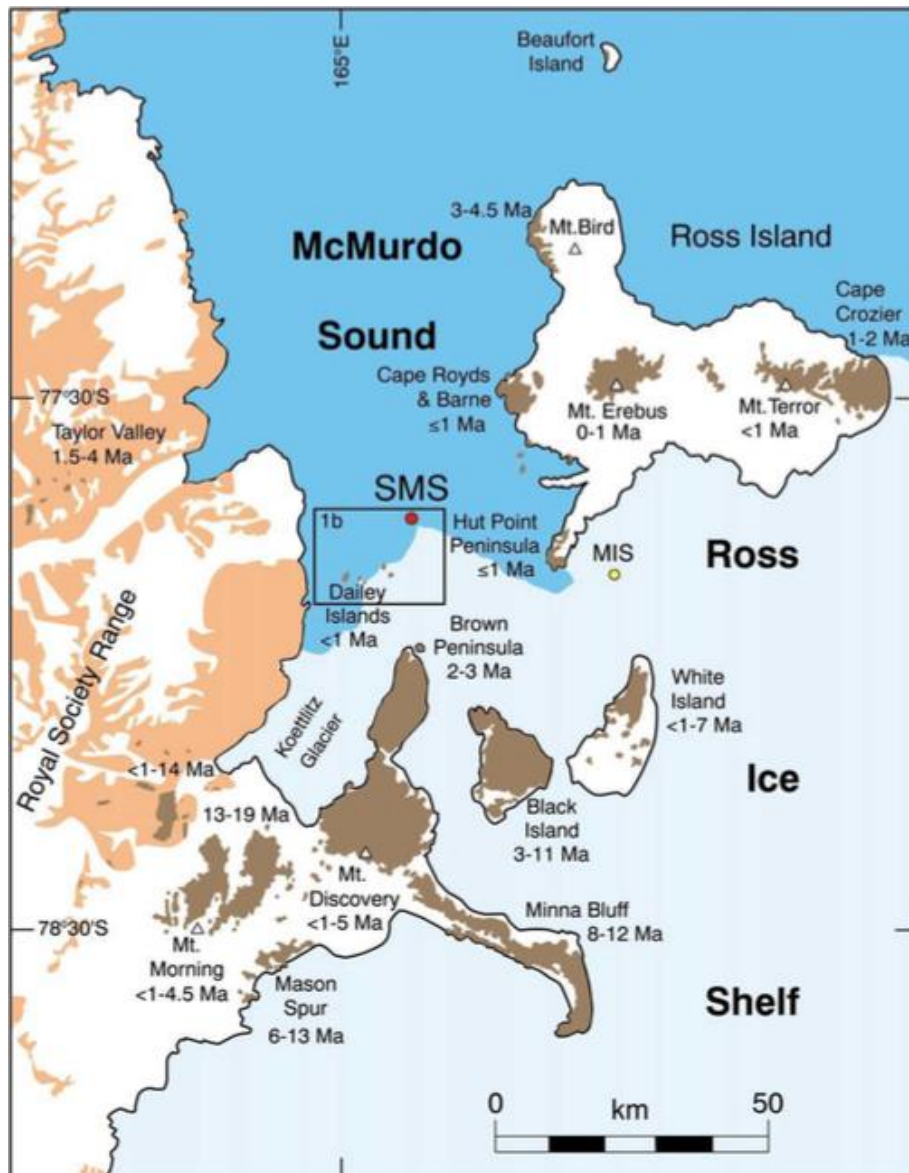 165°E
Beaufort
Island
3-4.5 Ma
Mt.Bird
McMurdo
Sound
Ross Island
Cape
Crozier
1-2 Ma
77°30'S
Cape Royds
& Barne
≤1 Ma
Mt. Erebus
0-1 Ma
Mt.Terror
<1 Ma
Taylor Valley
1.5-4 Ma
SMS
1b
Hut Point
Peninsula
≤1 Ma
MIS
Ross
Dailey
Islands
<1 Ma
Brown
Peninsula
2-3 Ma
White
Island
<1-7 Ma
Royal Society Range
Koettlitz
Glacier
<1-14 Ma
Ice
13-19 Ma
Black
Island
3-11 Ma
Mt.
Discovery
<1-5 Ma
Minna Bluff
8-12 Ma
78°30'S
Mt.
Morning
<1-4.5 Ma
Mason
Spur
6-13 Ma
Shelf
0 km 50